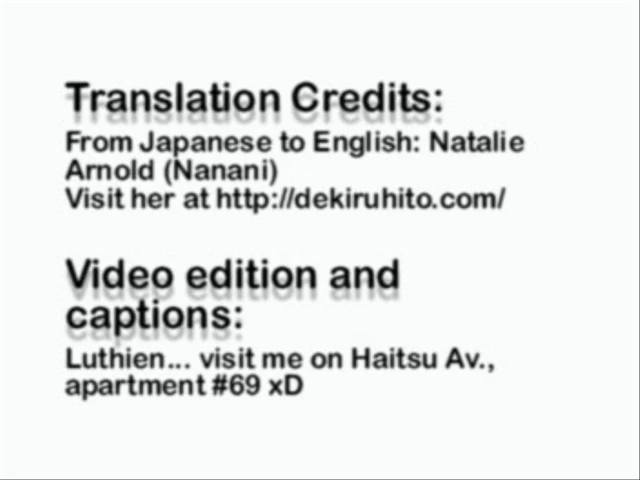 Translation Credits:
From Japanese to English: Natalie
Arnold (Nanani)
Visit her at http://dekiruhito.com/
Video edition and
captions:
Luthien... visit me on Haitsu Av.,
apartment #69 xD